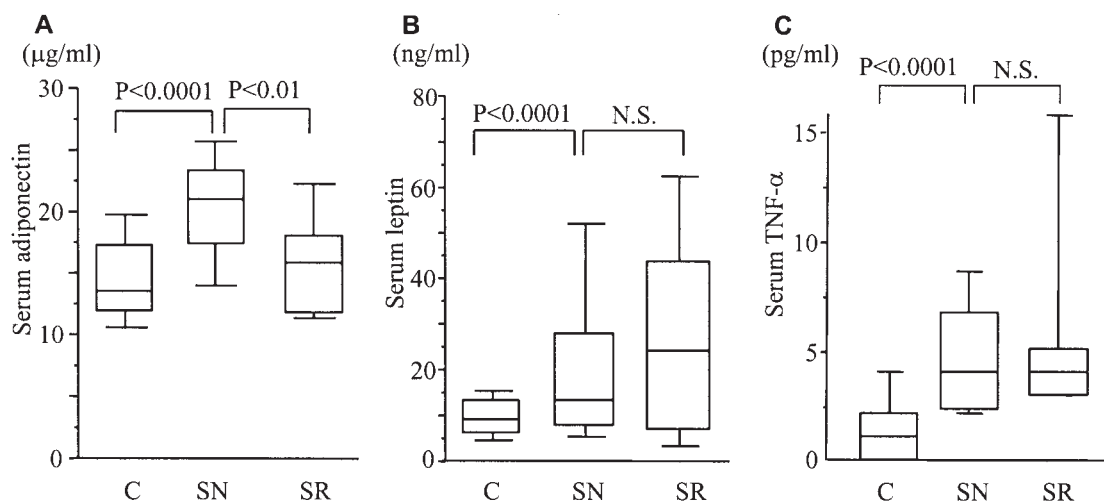 A
(μg/ml)
P<0.0001
P<0.01
30
20
10
0
Serum adiponectin
C
SN
SR
B
(ng/ml)
P<0.0001
N.S.
80
60
40
20
0
Serum leptin
C
SN
SR
C
(pg/ml)
P<0.0001
N.S.
15
10
5
0
Serum TNF-α
C
SN
SR